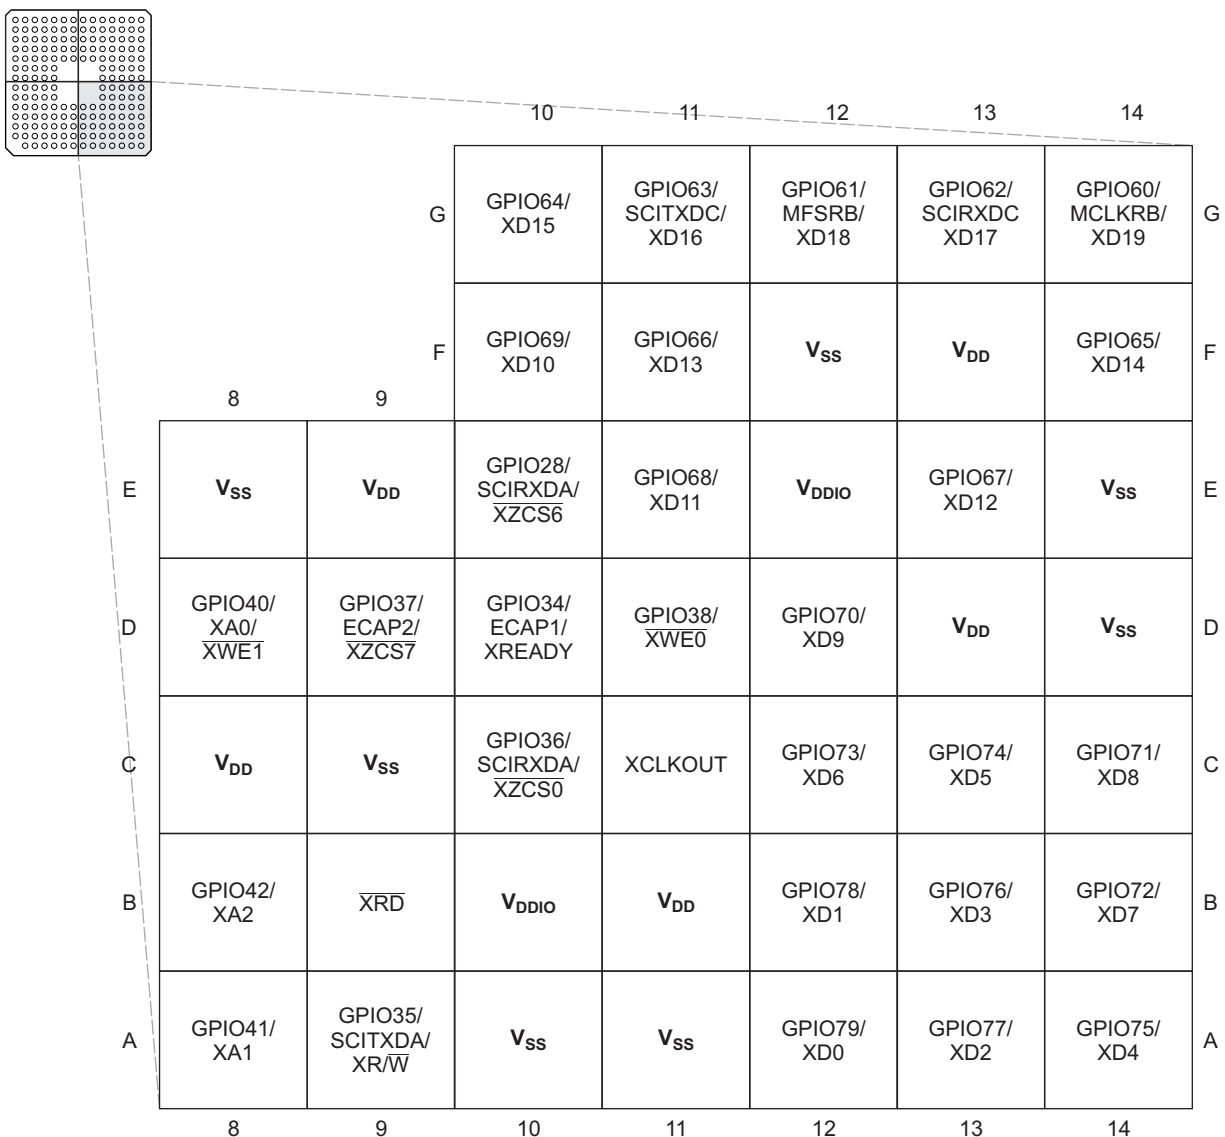 10 11 12 13 14
G GPIO64/ GPIO63/ GPIO61/ GPIO62/ GPIO60/ G
XD15 SCITXDC/ MFSRB/ SCIRXDC MCLKRB/
XD16 XD18 XD17 XD19
F GPIO69/ GPIO66/ VSS VDD GPIO65/ F
XD10 XD13 XD14
8 9
E VSS VDD GPIO28/ GPIO68/ VDDIO GPIO67/ VSS E
SCIRXDA/ XD11 XD12
XZCS6
D GPIO40/ GPIO37/ GPIO34/ GPIO38/ GPIO70/ VDD VSS D
XA0/ ECAP2/ ECAP1/ XWE0 XD9
XWE1 XZCS7 XREADY
C VDD VSS GPIO36/ XCLKOUT GPIO73/ GPIO74/ GPIO71/ C
SCIRXDA/ XD6 XD5 XD8
XZCS0
B GPIO42/ XRD VDDIO VDD GPIO78/ GPIO76/ GPIO72/ B
XA2 XD1 XD3 XD7
A GPIO41/ GPIO35/ VSS VSS GPIO79/ GPIO77/ GPIO75/ A
XA1 SCITXDA/ XD0 XD2 XD4
XR/W
8 9 10 11 12 13 14